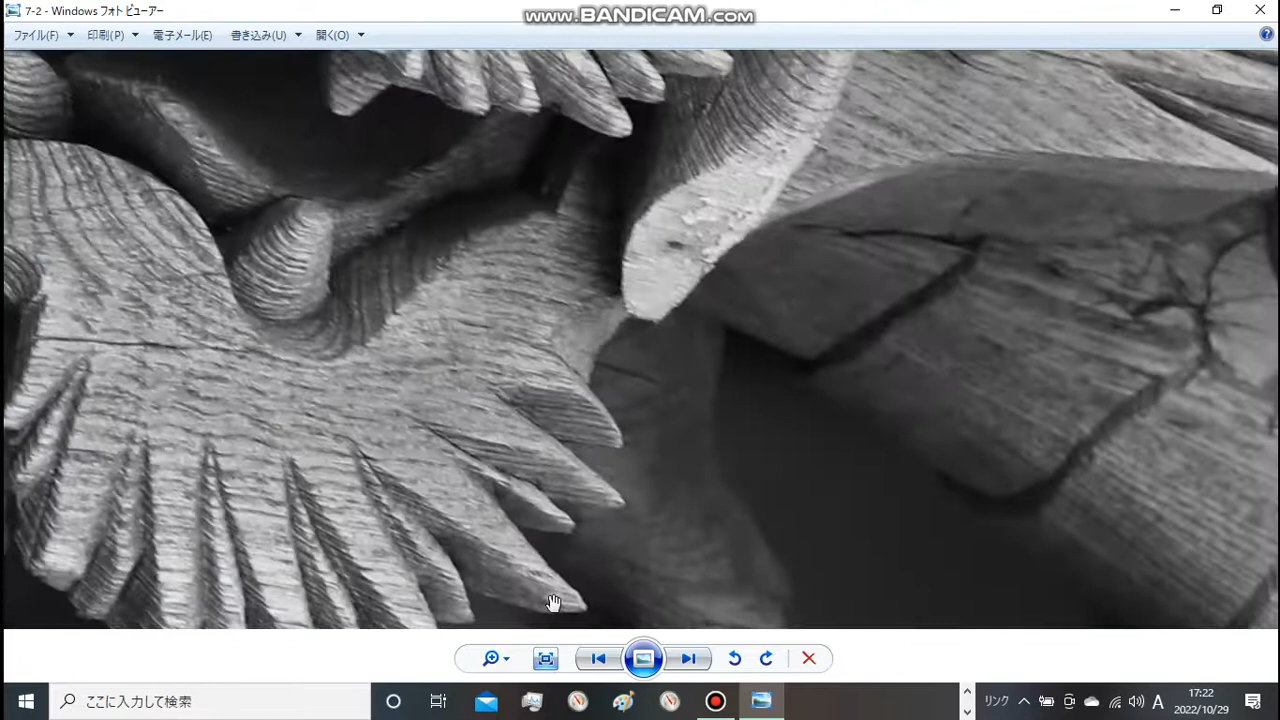 7-2 - Windows フォト ビューアー
www.BANDICAM.com
ファイル(F) 印刷(P) 電子メール(E) 書き込み(U) 開く(O)
ここに入力して検索
リンク
A
17:22
2022/10/29